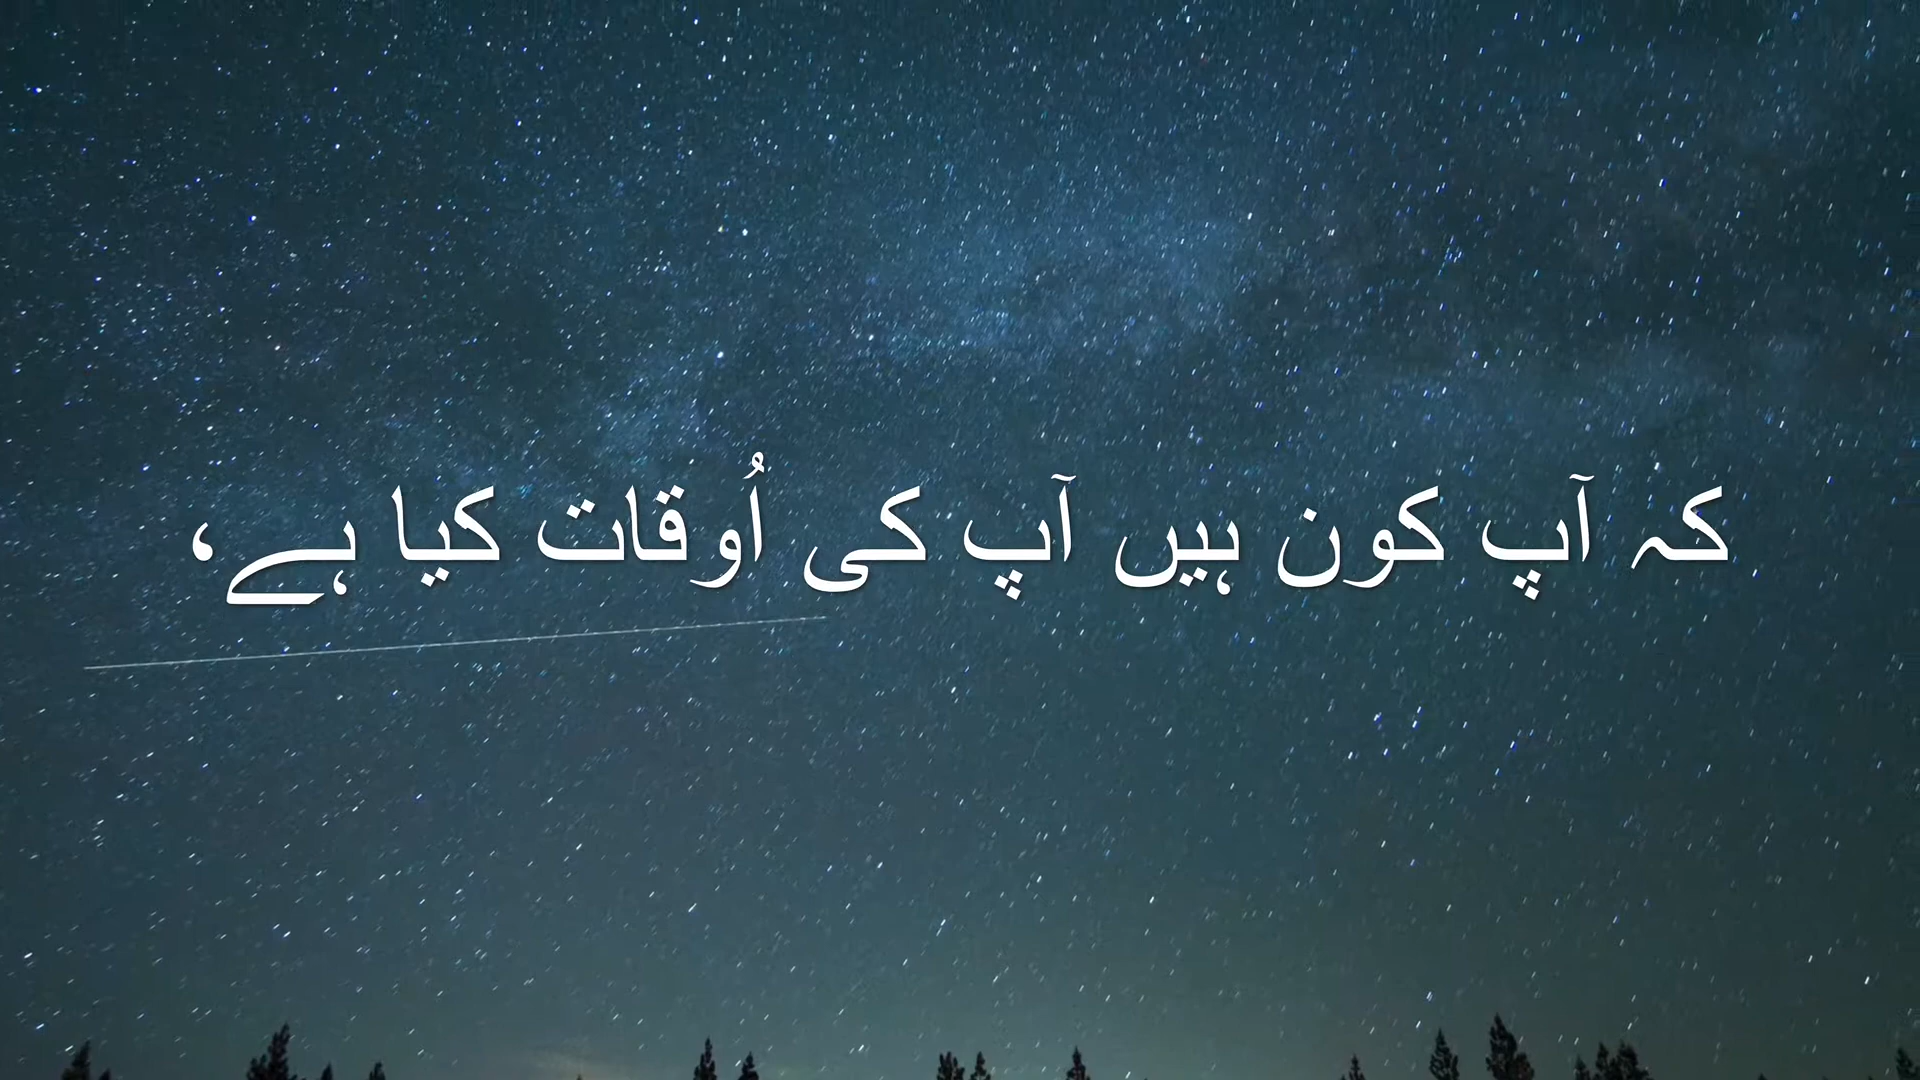 کہ آپ کون ہیں آپ کی اُوقات کیا ہے،